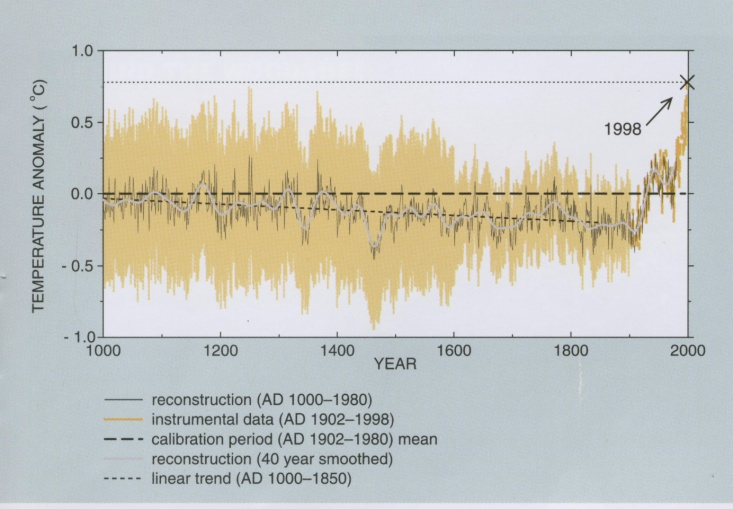 1.0
0.5
0.0
- 0.5
- 1.0
TEMPERATURE ANOMALY (°C)
1998
1000
1200
1400
1600
1800
2000
YEAR
reconstruction (AD 1000–1980)
instrumental data (AD 1902–1998)
calibration period (AD 1902–1980) mean
reconstruction (40 year smoothed)
linear trend (AD 1000–1850)